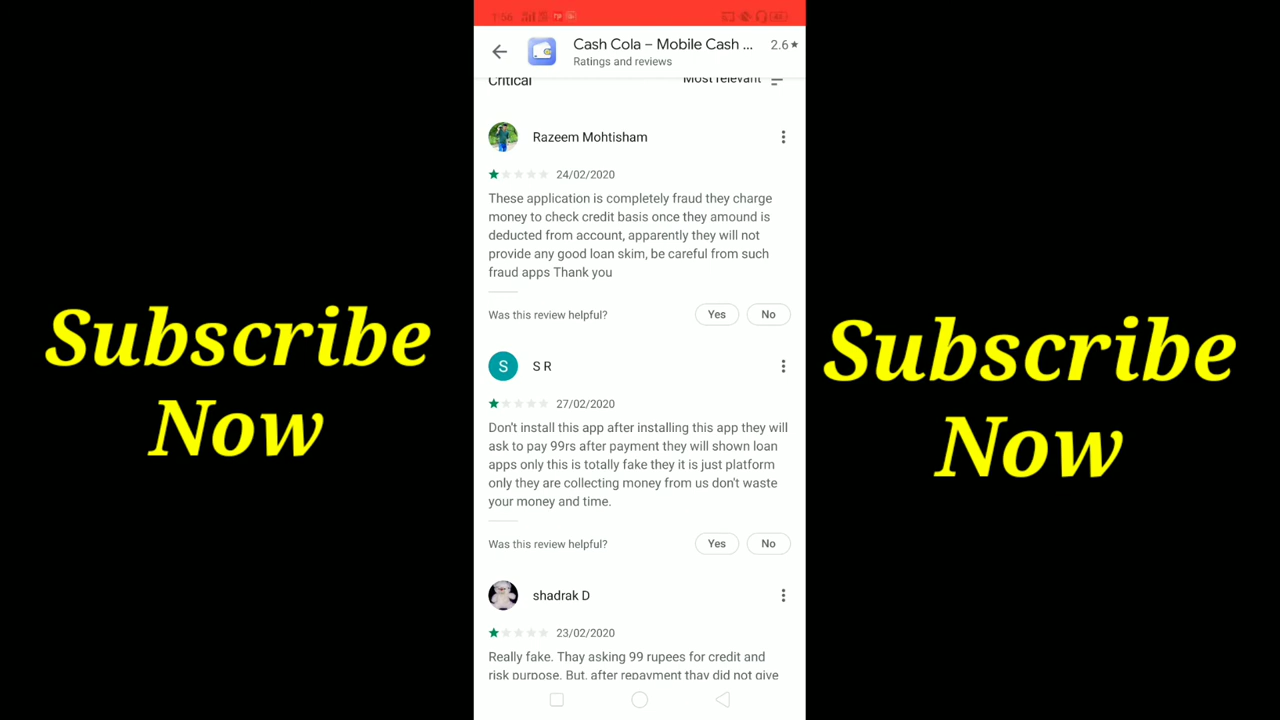 1:56
Cash Cola – Mobile Cash ...
2.6★
Ratings and reviews
Critical
Most relevant
Razeem Mohtisham
24/02/2020
These application is completely fraud they charge
money to check credit basis once they amound is
deducted from account, apparently they will not
provide any good loan skim, be careful from such
fraud apps Thank you
Was this review helpful?
Yes
No
S
S R
27/02/2020
Don't install this app after installing this app they will
ask to pay 99rs after payment they will shown loan
apps only this is totally fake they it is just platform
only they are collecting money from us don't waste
your money and time.
Was this review helpful?
Yes
No
shadrak D
23/02/2020
Really fake. Thay asking 99 rupees for credit and
risk purpose. But, after repayment thay did not give
Subscribe
Now
Subscribe
Now